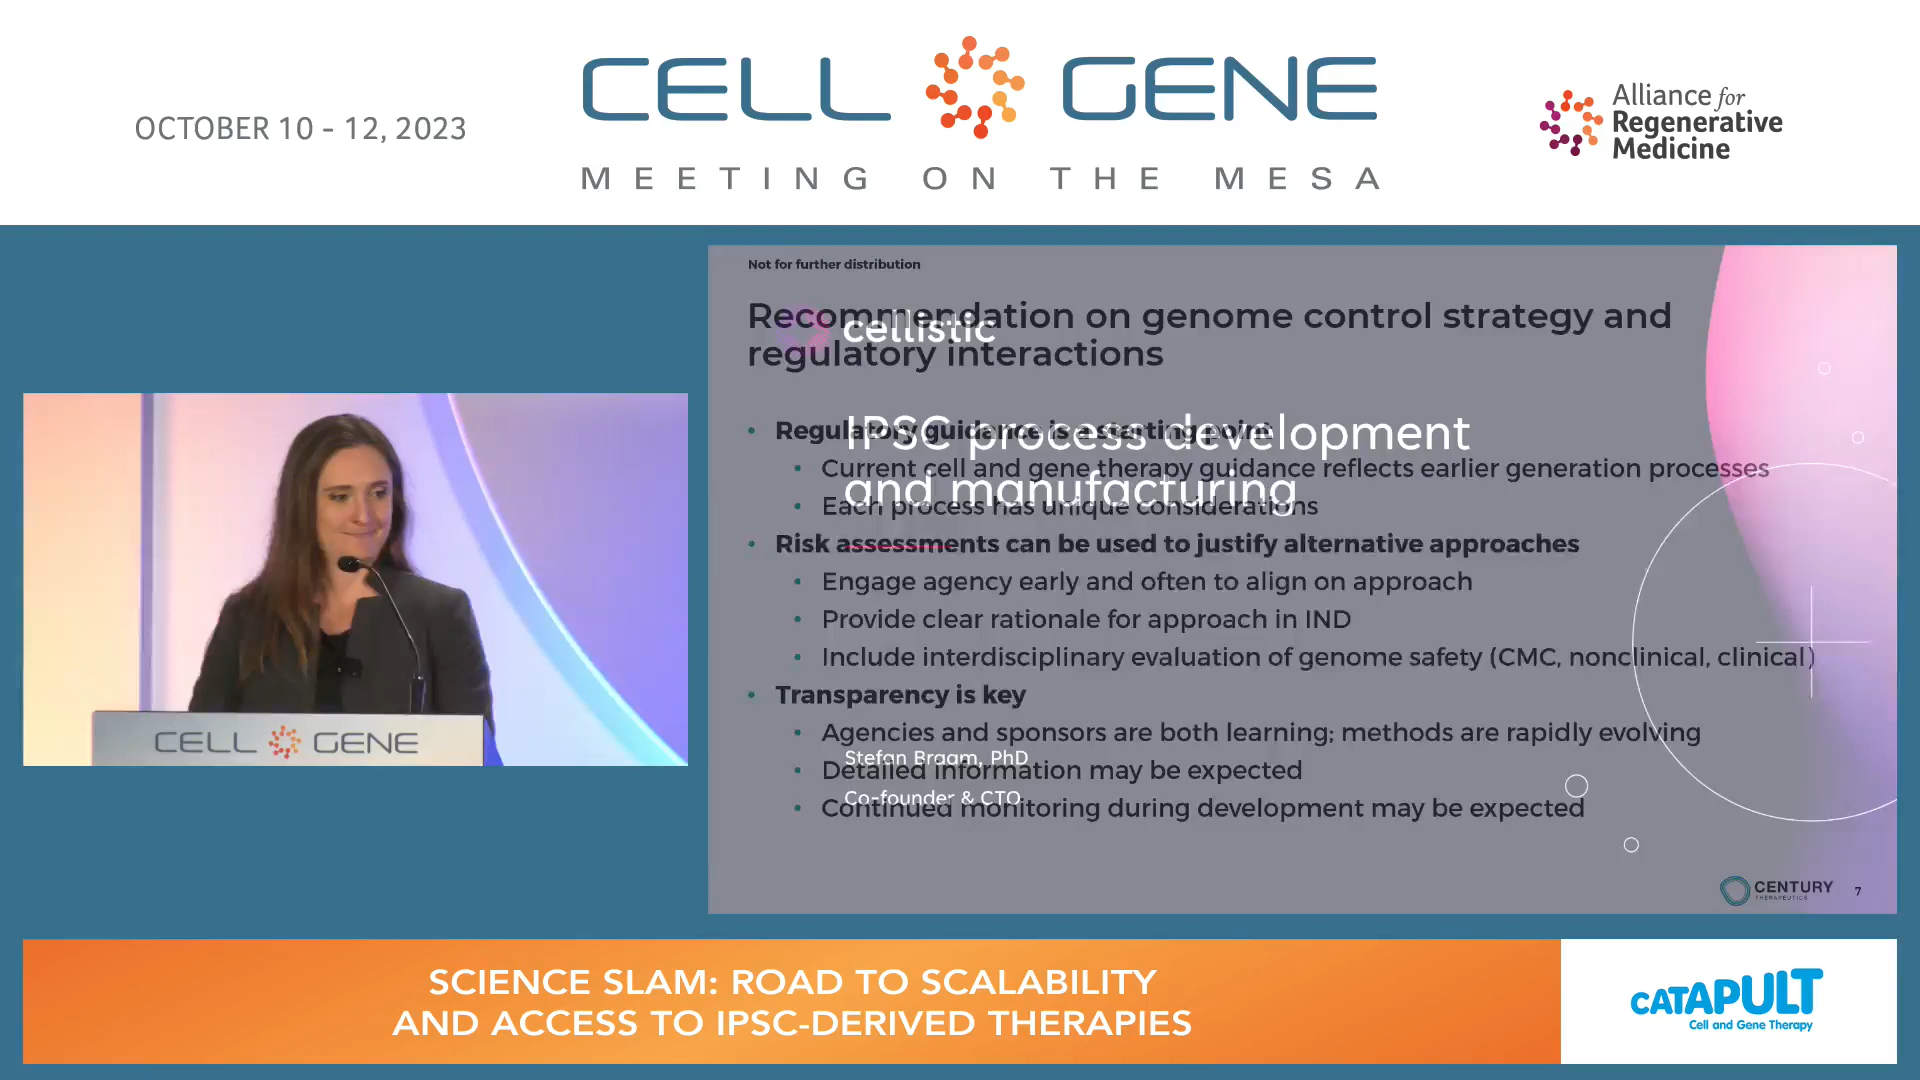 OCTOBER 10 - 12, 2023
CELL GENE
MEETING ON THE MESA
Alliance for
Regenerative
Medicine
Not for further distribution
Recommendation on genome control strategy and
regulatory interactions
cellistic
• Regulatory guidance is a starting point
• Current cell and gene therapy guidance reflects earlier generation processes
• Each process has unique considerations
IPSC process development
and manufacturing
• Risk assessments can be used to justify alternative approaches
• Engage agency early and often to align on approach
• Provide clear rationale for approach in IND
• Include interdisciplinary evaluation of genome safety (CMC, nonclinical, clinical)
• Transparency is key
• Agencies and sponsors are both learning; methods are rapidly evolving
• Detailed information may be expected
• Continued monitoring during development may be expected
Stefan Braam, PhD
Co-founder & CTO
CENTURY
THERAPEUTICS
7
CELL GENE
SCIENCE SLAM: ROAD TO SCALABILITY
AND ACCESS TO IPSC-DERIVED THERAPIES
CATAPULT
Cell and Gene Therapy